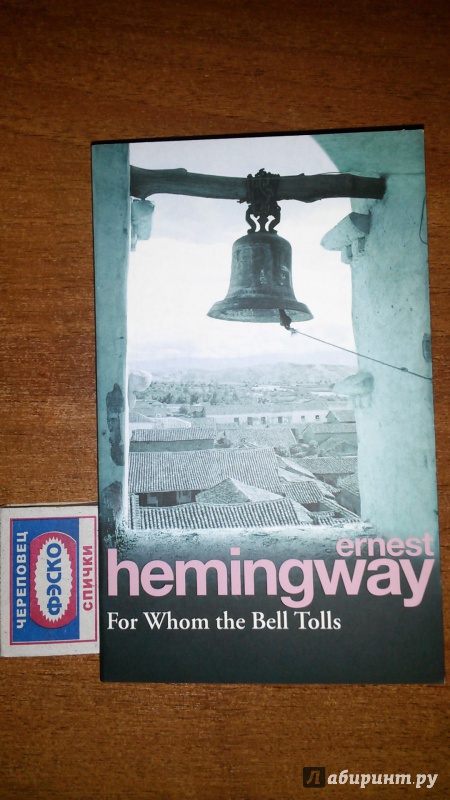 ernest
hemingway
For Whom the Bell Tolls
ЧЕРЕПОВЕЦ
ФЭСКО
СПИЧКИ
Лабиринт.ру